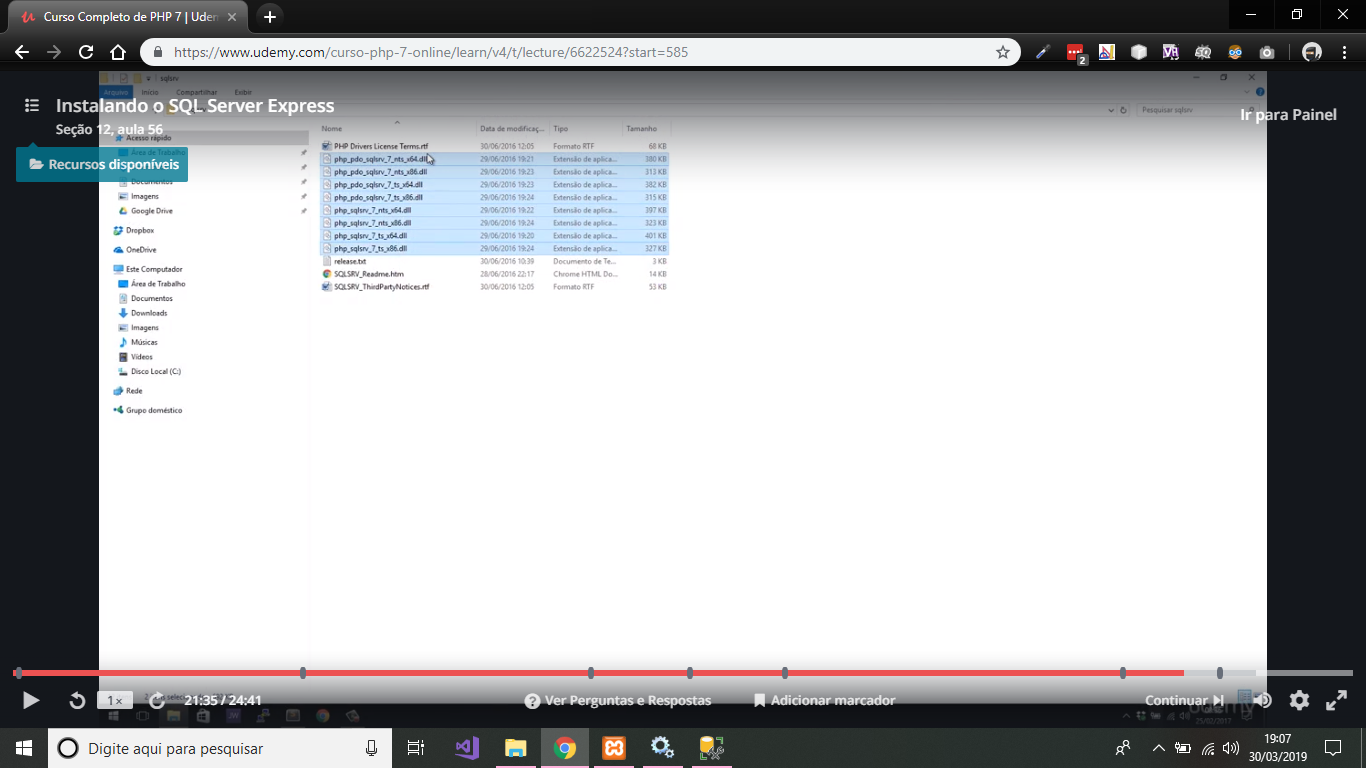 Curso Completo de PHP 7 | Uden
https://www.udemy.com/curso-php-7-online/learn/v4/t/lecture/6622524?start=585
2
sqlsrv
Arquivo Início Compartilhar Exibir
Instalando o SQL Server Express
Seção 12, aula 56
Ir para Painel
Pesquisar sqlsrv
Recursos disponíveis
Acesso rápido
Área de Trabalho
Documentos
Imagens
Google Drive
Dropbox
OneDrive
Este Computador
Área de Trabalho
Documentos
Downloads
Imagens
Músicas
Vídeos
Disco Local (C:)
Rede
Grupo doméstico
Nome Data de modificaç... Tipo Tamanho
PHP Drivers License Terms.rtf 30/06/2016 12:05 Formato RTF 68 KB
php_pdo_sqlsrv_7_nts_x64.dll 29/06/2016 19:21 Extensão de aplica... 380 KB
php_pdo_sqlsrv_7_nts_x86.dll 29/06/2016 19:23 Extensão de aplica... 313 KB
php_pdo_sqlsrv_7_ts_x64.dll 29/06/2016 19:23 Extensão de aplica... 382 KB
php_pdo_sqlsrv_7_ts_x86.dll 29/06/2016 19:24 Extensão de aplica... 315 KB
php_sqlsrv_7_nts_x64.dll 29/06/2016 19:22 Extensão de aplica... 397 KB
php_sqlsrv_7_nts_x86.dll 29/06/2016 19:24 Extensão de aplica... 323 KB
php_sqlsrv_7_ts_x64.dll 29/06/2016 19:20 Extensão de aplica... 401 KB
php_sqlsrv_7_ts_x86.dll 29/06/2016 19:24 Extensão de aplica... 327 KB
release.txt 30/06/2016 10:39 Documento de Te... 3 KB
SQLSRV_Readme.htm 28/06/2016 22:17 Chrome HTML Do... 14 KB
SQLSRV_ThirdPartyNotices.rtf 30/06/2016 12:05 Formato RTF 53 KB
1 x
21:35 / 24:41
Ver Perguntas e Respostas
Adicionar marcador
Continuar
udemy
25/02/2017
Digite aqui para pesquisar
19:07
30/03/2019